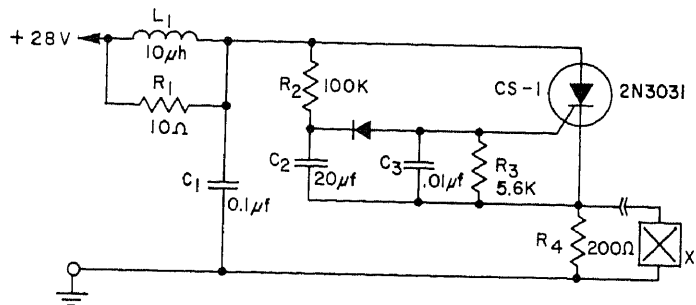 +28V
L1
10µh
R1
10Ω
C1
0.1µf
R2
100K
C2
20µf
C3
.01µf
R3
5.6K
CS-1
2N3031
R4
200Ω
X